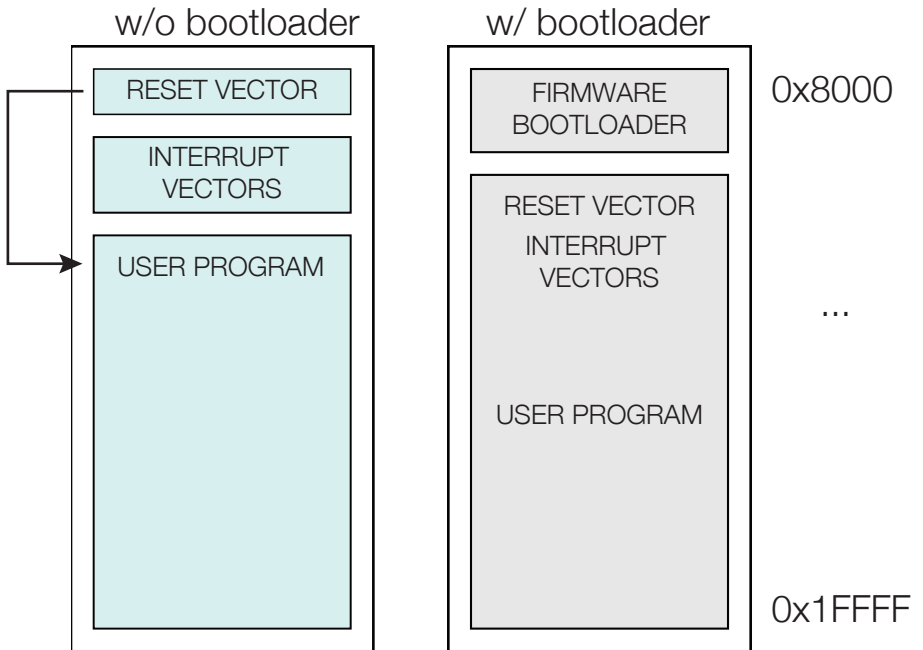 w/o bootloader
RESET VECTOR
INTERRUPT
VECTORS
USER PROGRAM
w/ bootloader
FIRMWARE
BOOTLOADER
RESET VECTOR
INTERRUPT
VECTORS
USER PROGRAM
0x8000
...
0x1FFFF